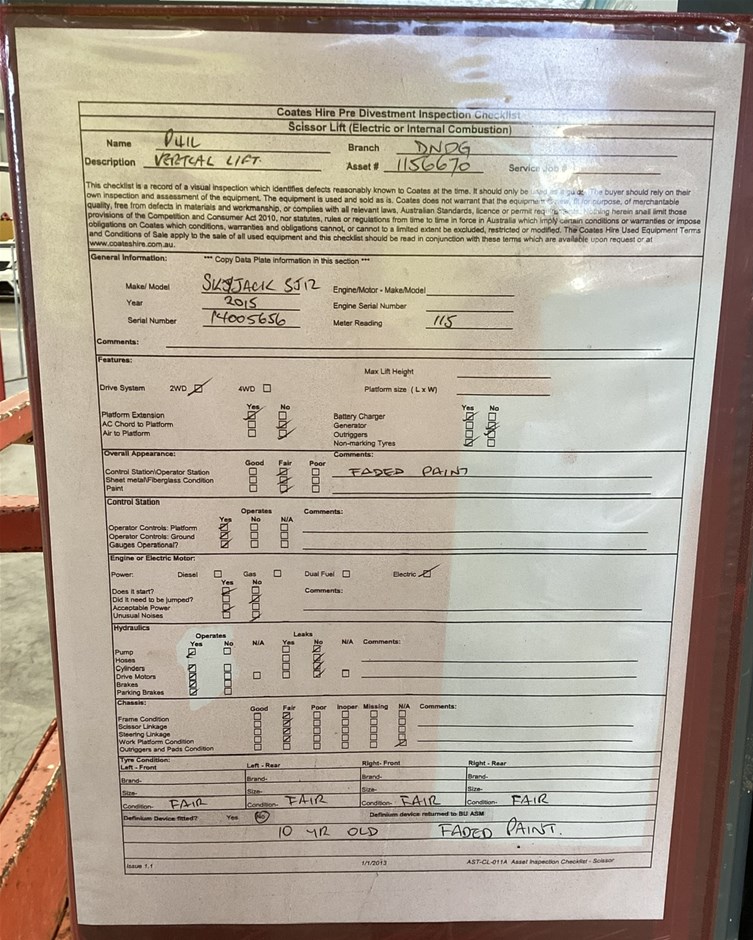 Coates Hire Pre Divestment Inspection Checklist
Scissor Lift (Electric or Internal Combustion)
Name PHIL Branch DNDG
Description VERTICAL LIFT. Asset # 1156670 Service Job #
This checklist is a record of a visual inspection which identifies defects reasonably known to Coates at the time. It should only be used as a guide. The buyer should rely on their
own inspection and assessment of the equipment. The equipment is used and sold as is. Coates does not warrant that the equipment is fit for purpose, of merchantable
quality, free from defects in materials and workmanship, or complies with all relevant laws, Australian Standards, licence or permit requirements. Nothing herein shall limit those
provisions of the Competition and Consumer Act 2010, nor statutes, rules or regulations from time to time in force in Australia which imply certain conditions or warranties or impose
obligations on Coates which conditions, warranties and obligations cannot, or cannot to a limited extent be excluded, restricted or modified. The Coates Hire Used Equipment Terms
and Conditions of Sale apply to the sale of all used equipment and this checklist should be read in conjunction with these terms which are available upon request or at
www.coateshire.com.au.
General Information: *** Copy Data Plate Information in this section ***
Make/ Model SKYJACK SJ12 Engine/Motor - Make/Model
Year 2015 Engine Serial Number
Serial Number 14005656 Meter Reading 115
Comments:
Features:
Max Lift Height
Drive System 2WD 4WD Platform size ( L x W)
Yes No Yes No
Platform Extension Battery Charger
AC Chord to Platform Generator
Air to Platform Outriggers
Non-marking Tyres
Overall Appearance: Comments:
Good Fair Poor
Control Station\Operator Station FADED PAINT
Sheet metal\Fiberglass Condition
Paint
Control Station
Operates Comments:
Yes No N/A
Operator Controls: Platform
Operator Controls: Ground
Gauges Operational?
Engine or Electric Motor:
Power: Diesel Gas Dual Fuel Electric
Yes No
Does it start? Comments:
Did it need to be jumped?
Acceptable Power
Unusual Noises
Hydraulics
Operates Leaks
Yes No N/A Yes No N/A Comments:
Pump
Hoses
Cylinders
Drive Motors
Brakes
Parking Brakes
Chassis:
Good Fair Poor Inoper Missing N/A Comments:
Frame Condition
Scissor Linkage
Steering Linkage
Work Platform Condition
Outriggers and Pads Condition
Tyre Condition:
Left - Front Left - Rear Right- Front Right - Rear
Brand- Brand- Brand- Brand-
Size- Size- Size- Size-
Condition- FAIR Condition- FAIR Condition- FAIR Condition- FAIR
Definium Device fitted? Yes No Definium device returned to BU ASM
10 YR OLD FADED PAINT.
Issue 1.1 1/1/2013 AST-CL-011A Asset Inspection Checklist - Scissor